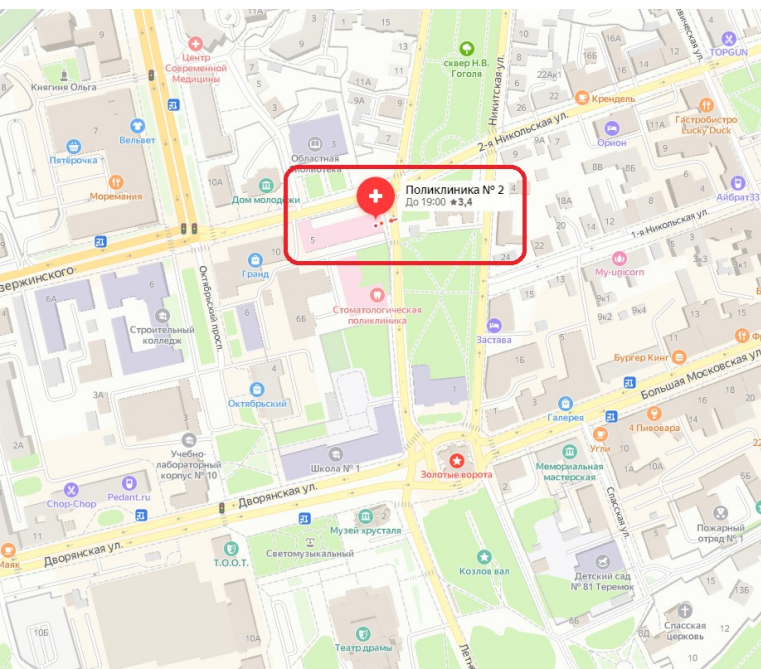 Центр
Современной
Медицины
Княгиня Ольга
Пятёрочка
Вельвет
Моремания
Областная
библиотека
Дом молодёжи
сквер Н.В.
Гоголя
Никитская ул.
2-я Никольская ул.
TOPGUN
Крендель
Орион
Гастробистро
Lucky Duck
Айбрат33
Поликлиника № 2
До 19:00 ★3,4
1-я Никольская ул.
My-unicorn
Гранд
Октябрьский просп.
Строительный
колледж
Стоматологическая
поликлиника
Застава
Бургер Кинг
Большая Московская ул.
Октябрьский
Галерея
4 Пивовара
Угли
Учебно-
лабораторный
корпус № 10
Школа № 1
Золотые ворота
Мемориальная
мастерская
Спасская ул.
Chop-Chop
Pedant.ru
Дворянская ул.
Музей хрусталя
Пожарный
отряд № 1
Маяк
Дворянская ул.
Т.О.О.Т.
Светомузыкальный
Козлов вал
Детский сад
№ 81 Теремок
Спасская
церковь
Театр драмы